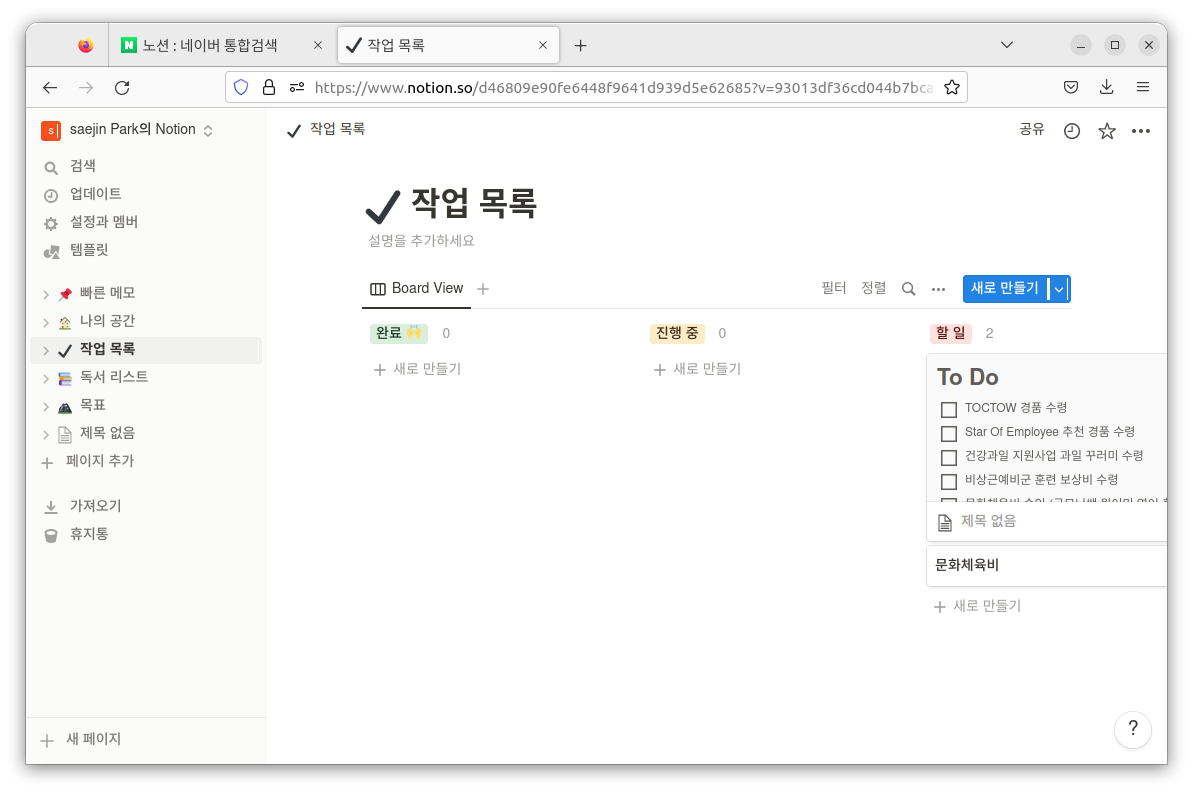 노션 : 네이버 통합검색
작업 목록
https://www.notion.so/d46809e90fe6448f9641d939d5e62685?v=93013df36cd044b7bca
saejin Park의 Notion
작업 목록
공유
검색
업데이트
설정과 멤버
템플릿
빠른 메모
나의 공간
작업 목록
독서 리스트
목표
제목 없음
페이지 추가
가져오기
휴지통
새 페이지
작업 목록
설명을 추가하세요
Board View
필터
정렬
새로 만들기
완료 🙌 0
새로 만들기
진행 중 0
새로 만들기
할 일 2
To Do
TOCTOW 경품 수령
Star Of Employee 추천 경품 수령
건강과일 지원사업 과일 꾸러미 수령
비상근예비군 훈련 보상비 수령
제목 없음
문화체육비
새로 만들기
?